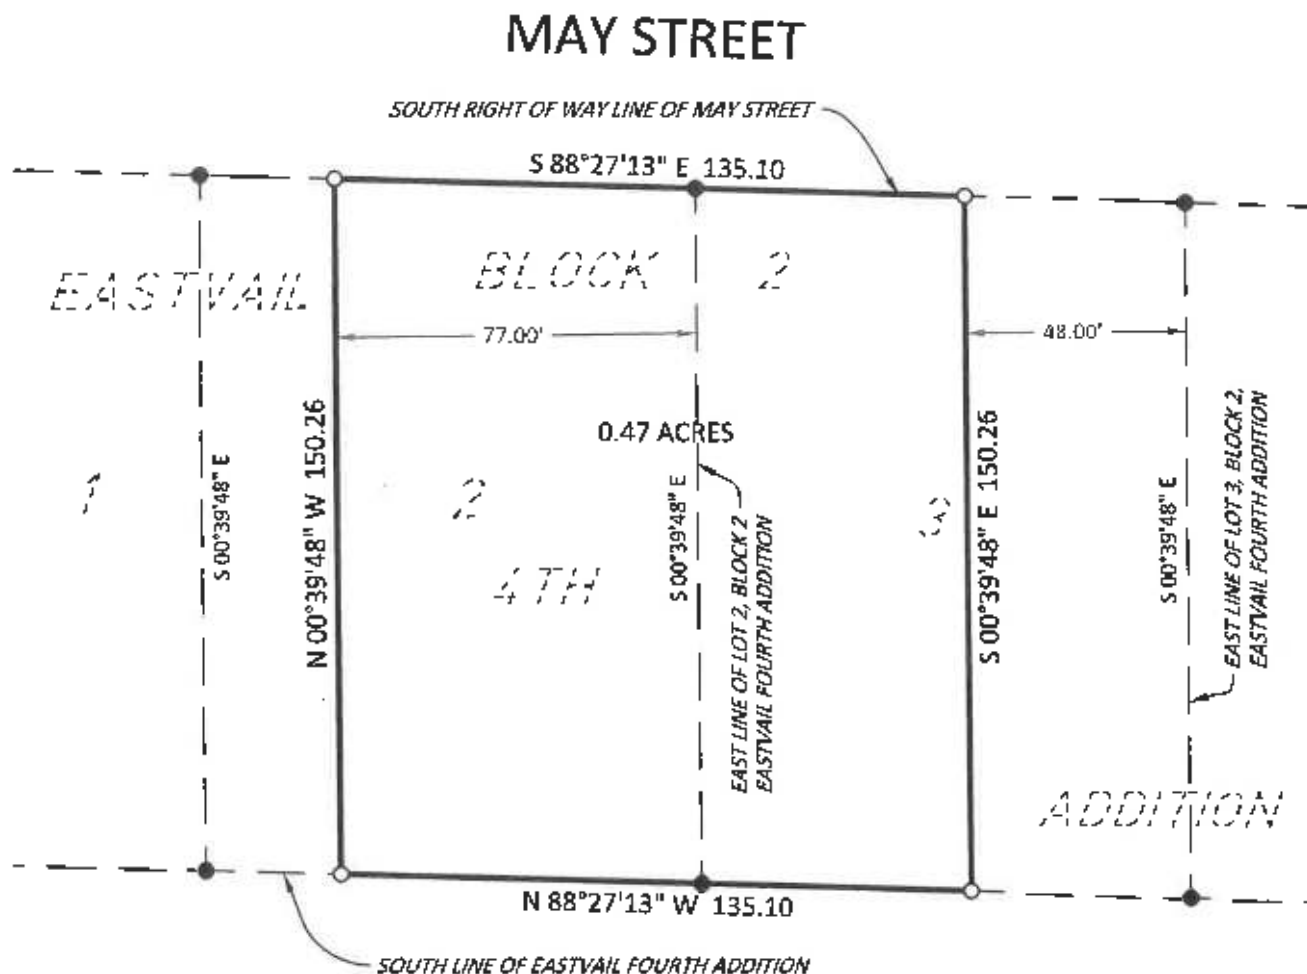 MAY STREET
SOUTH RIGHT OF WAY LINE OF MAY STREET
S 88°27'13" E 135.10
EASTVAIL
BLOCK 2
77.00'
48.00'
0.47 ACRES
1
2
3
4TH
S 00°39'48" E
N 00°39'48" W 150.26
S 00°39'48" E
EAST LINE OF LOT 2, BLOCK 2
EASTVAIL FOURTH ADDITION
S 00°39'48" E 150.26
S 00°39'48" E
EAST LINE OF LOT 3, BLOCK 2,
EASTVAIL FOURTH ADDITION
ADDITION
N 88°27'13" W 135.10
SOUTH LINE OF EASTVAIL FOURTH ADDITION